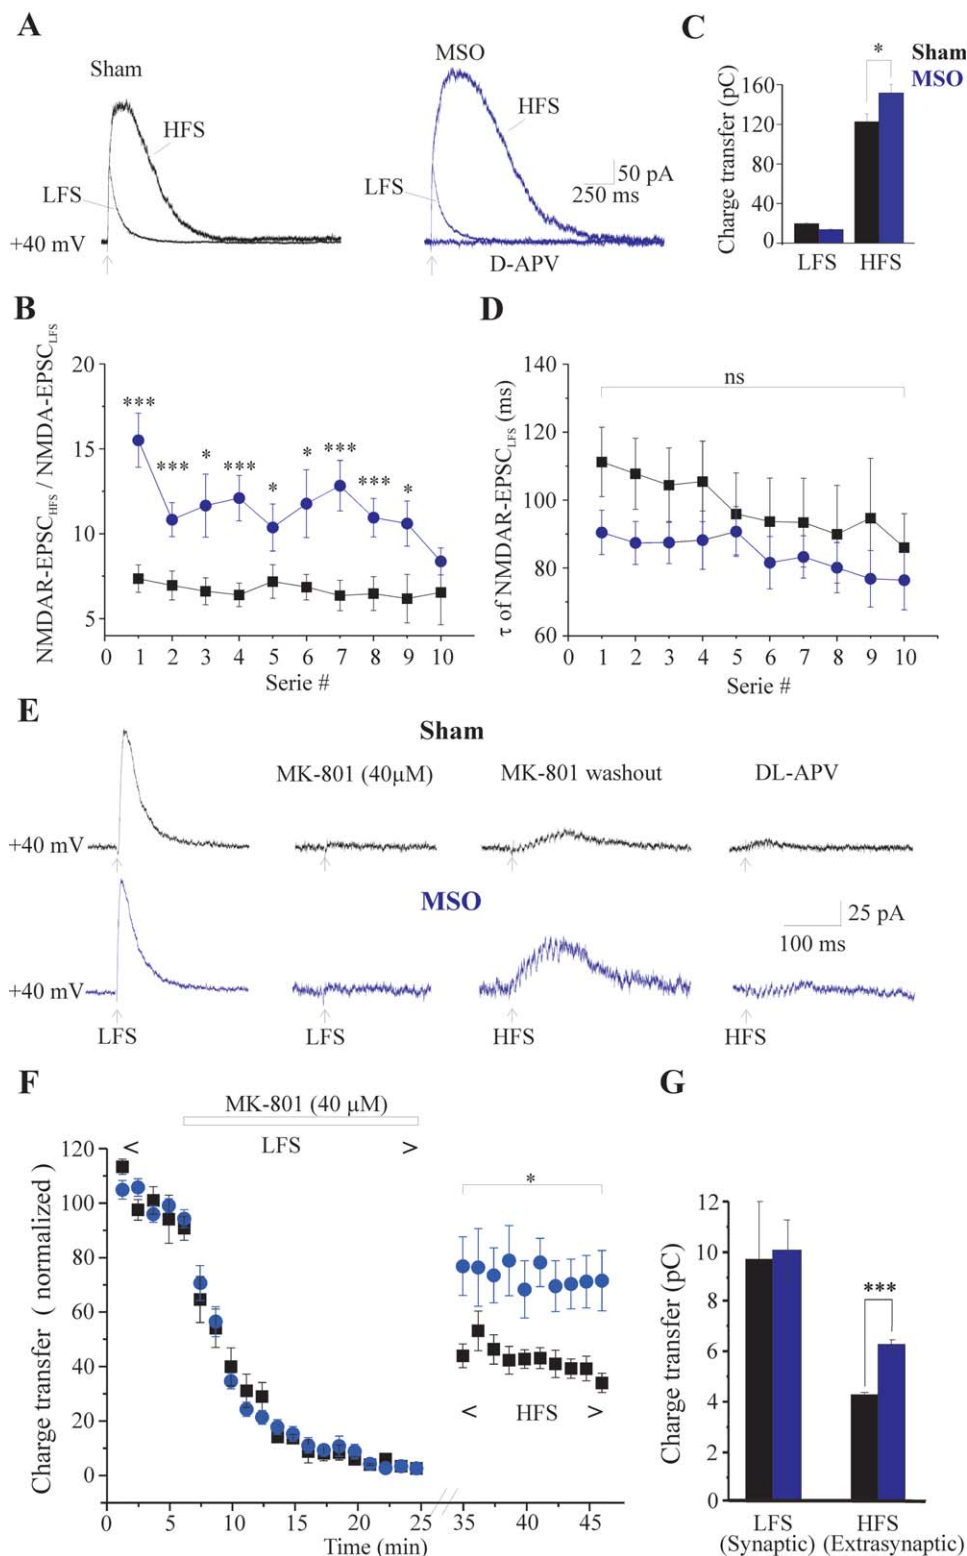 A
Sham
HFS
LFS
+40 mV
MSO
HFS
LFS
50 pA
250 ms
D-APV
C
Sham
MSO
*
Charge transfer (pC)
160
120
80
40
0
LFS HFS
B
NMDAR-EPSCHFS / NMDA-EPSCLFS
20
15
10
5
*** *** * *** * * *** *** *
0 1 2 3 4 5 6 7 8 9 10
Serie #
D
τ of NMDAR-EPSCLFS (ms)
140
120
100
80
60
ns
0 1 2 3 4 5 6 7 8 9 10
Serie #
E
Sham
MK-801 (40μM) MK-801 washout DL-APV
+40 mV
MSO
25 pA
100 ms
+40 mV
LFS LFS HFS HFS
F
MK-801 (40 μM)
< LFS >
Charge transfer ( normalized )
120
100
80
60
40
20
0
*
< HFS >
0 5 10 15 20 25 // 35 40 45
Time (min)
G
Charge transfer (pC)
12
10
8
6
4
2
0
***
LFS HFS
(Synaptic) (Extrasynaptic)